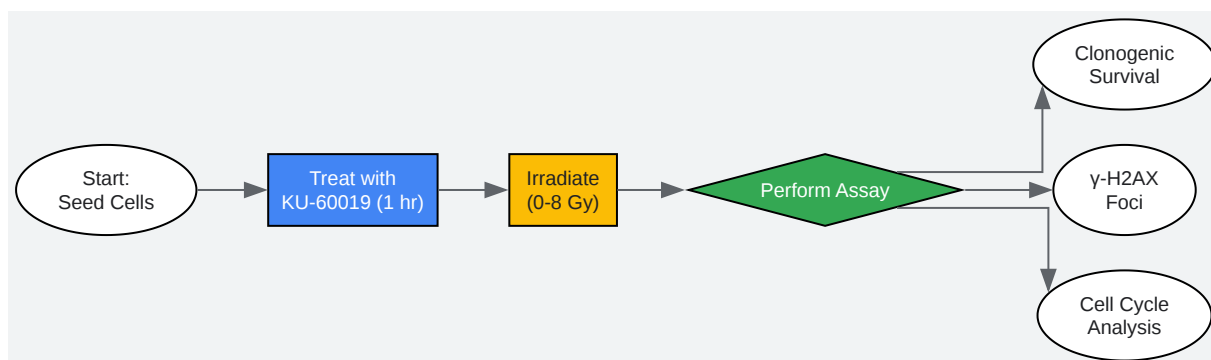 Start:
Seed Cells
Treat with
KU-60019 (1 hr)
Irradiate
(0-8 Gy)
Perform Assay
Clonogenic
Survival
γ-H2AX
Foci
Cell Cycle
Analysis